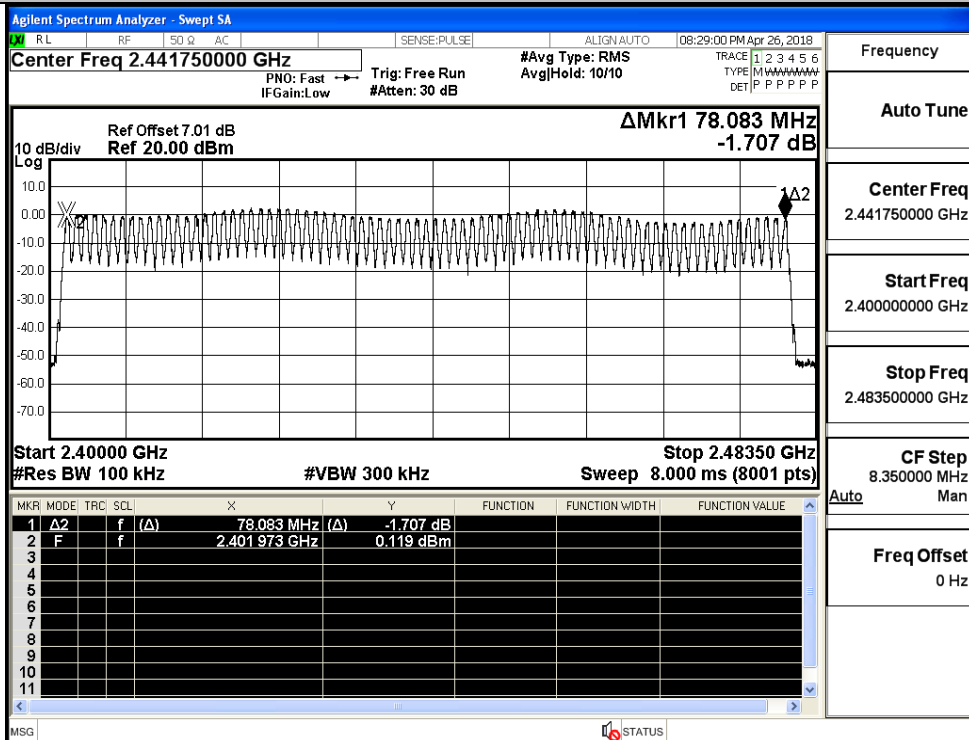 Agilent Spectrum Analyzer - Swept SA
LXI RL RF 50 Ω AC SENSE:PULSE ALIGN AUTO 08:29:00 PM Apr 26, 2018
Center Freq 2.441750000 GHz
PNO: Fast
IFGain:Low
Trig: Free Run
#Atten: 30 dB
#Avg Type: RMS
Avg|Hold: 10/10
TRACE 1 2 3 4 5 6
TYPE M WWWWW
DET P P P P P P
Ref Offset 7.01 dB
10 dB/div Ref 20.00 dBm
Log
ΔMkr1 78.083 MHz
-1.707 dB
10.0
0.00
-10.0
-20.0
-30.0
-40.0
-50.0
-60.0
-70.0
2
1Δ2
Start 2.40000 GHz Stop 2.48350 GHz
#Res BW 100 kHz #VBW 300 kHz Sweep 8.000 ms (8001 pts)
MKR MODE TRC SCL X Y FUNCTION FUNCTION WIDTH FUNCTION VALUE
1 Δ2 f (Δ) 78.083 MHz (Δ) -1.707 dB
2 F f 2.401 973 GHz 0.119 dBm
3
4
5
6
7
8
9
10
11
MSG STATUS
Frequency
Auto Tune
Center Freq
2.441750000 GHz
Start Freq
2.400000000 GHz
Stop Freq
2.483500000 GHz
CF Step
8.350000 MHz
Auto Man
Freq Offset
0 Hz